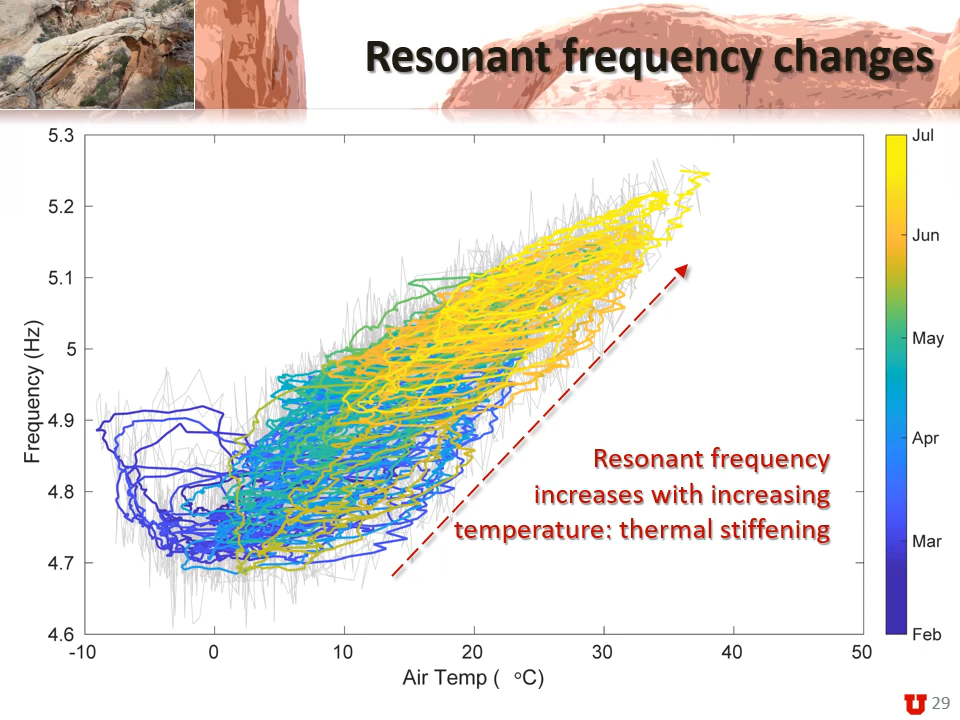 Resonant frequency changes
5.3
5.2
5.1
5
4.9
4.8
4.7
4.6
Frequency (Hz)
-10
0
10
20
30
40
50
Air Temp ( °C)
Resonant frequency
increases with increasing
temperature: thermal stiffening
Jul
Jun
May
Apr
Mar
Feb
U
29